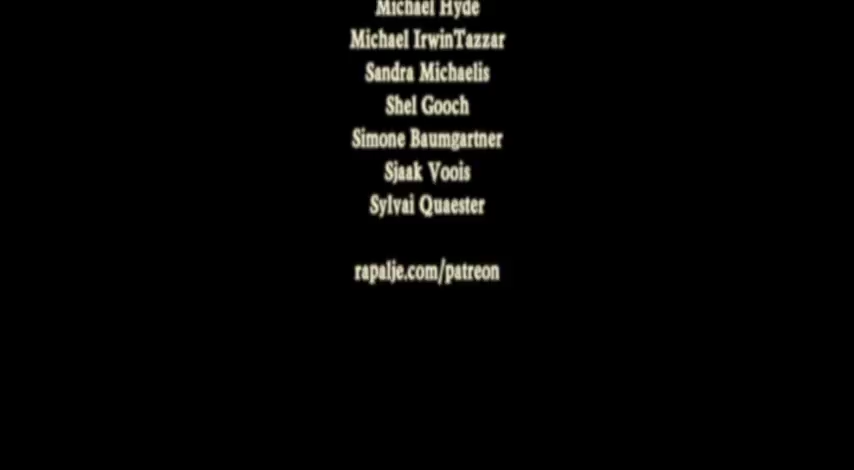 Michael Hyde
Michael IrwinTazzar
Sandra Michaelis
Shel Gooch
Simone Baumgartner
Sjaak Voois
Sylvai Quaester
rapalje.com/patreon